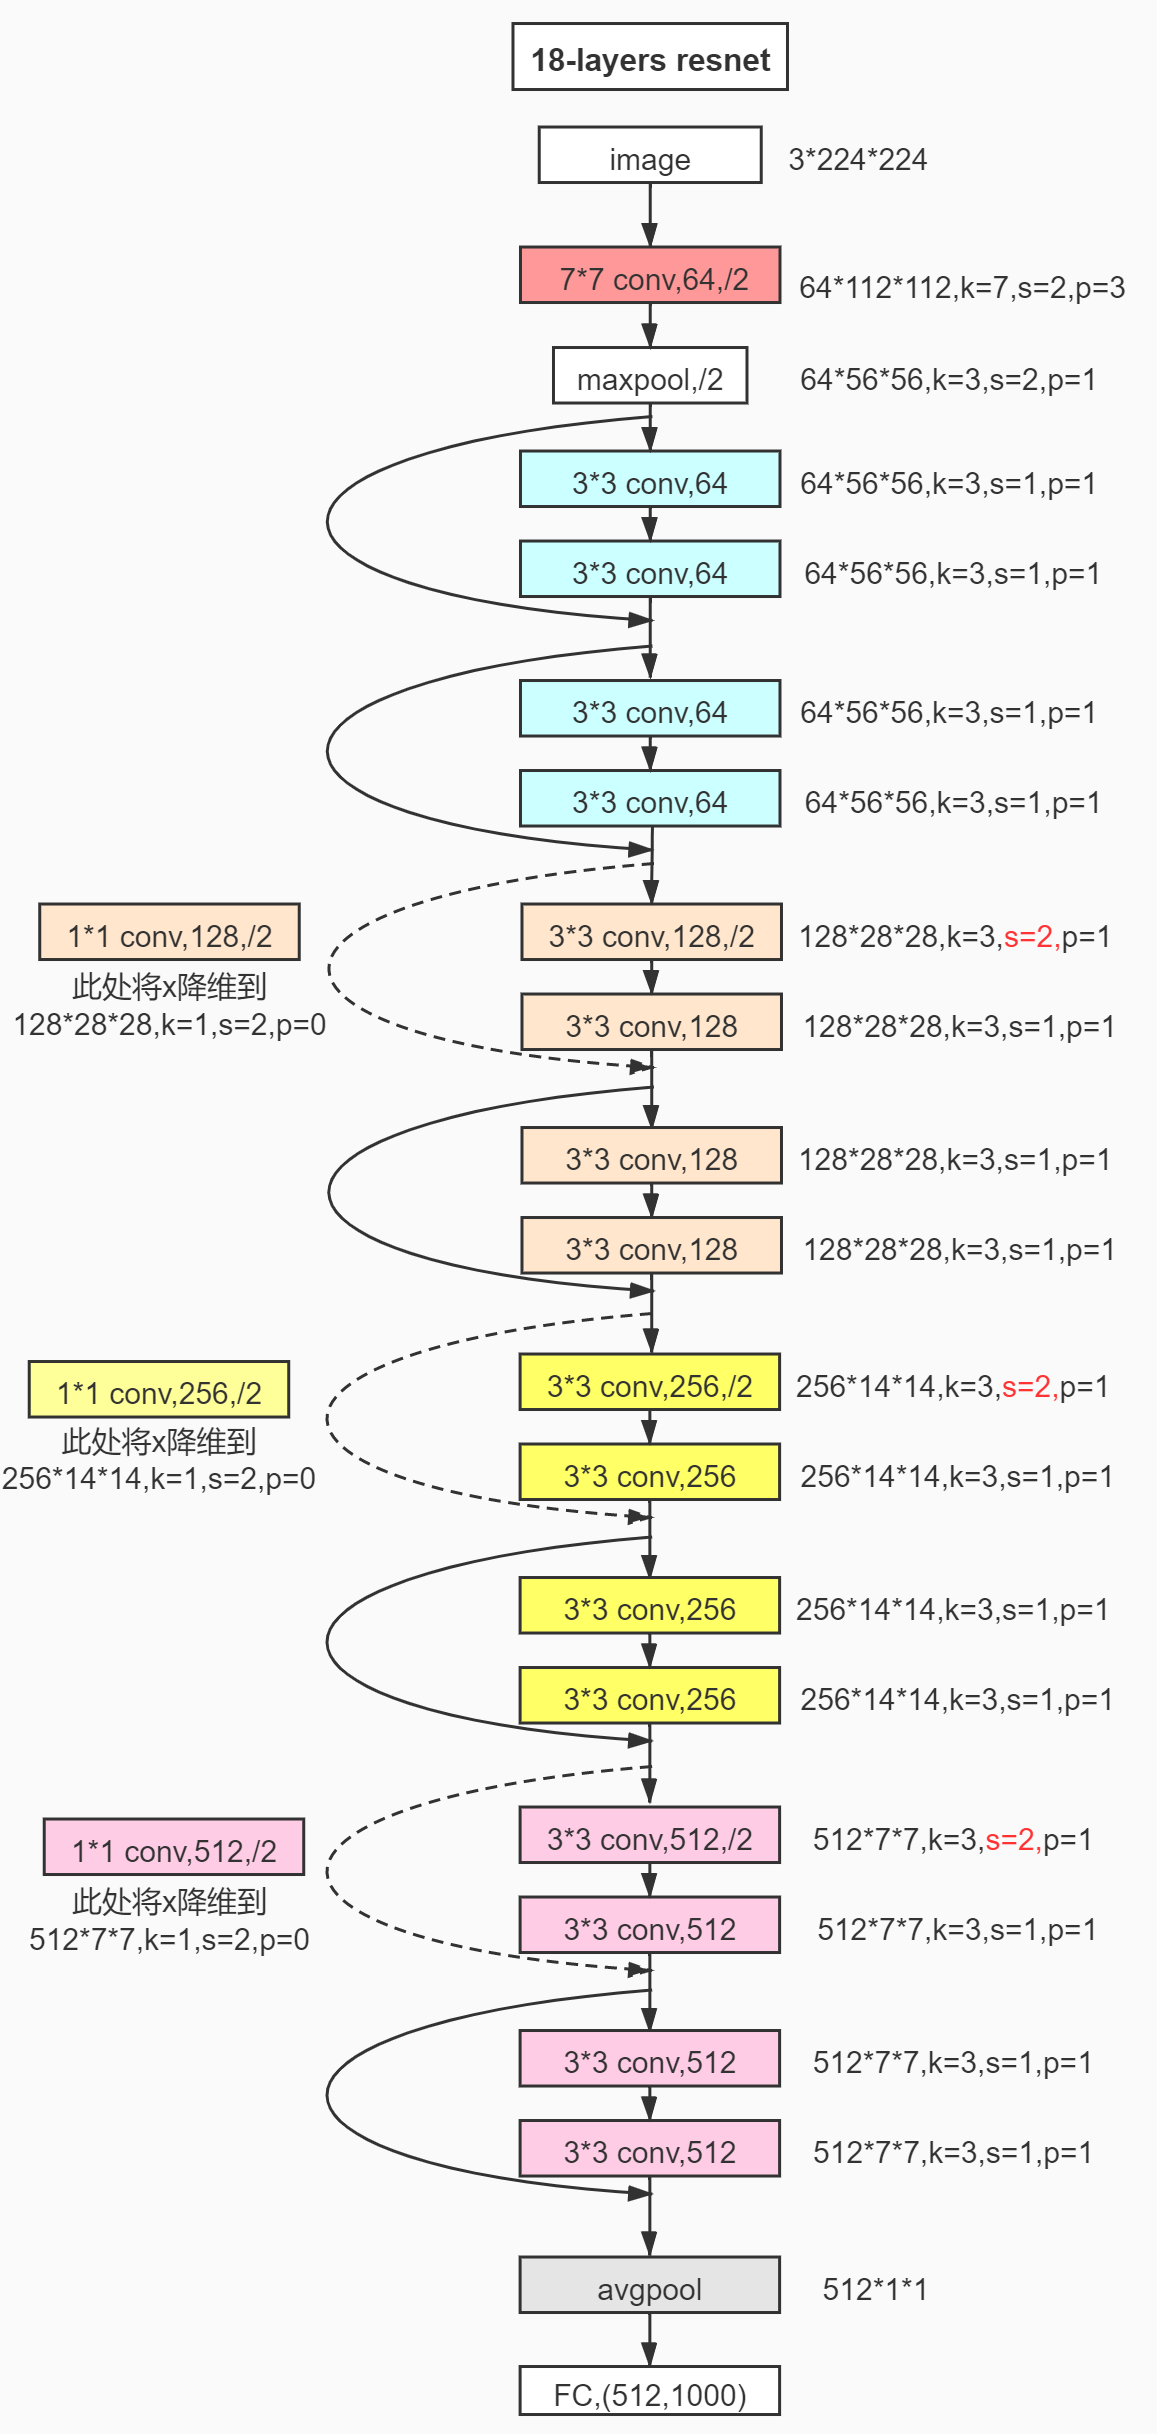 18-layers resnet
image
3*224*224
7*7 conv,64,/2
64*112*112,k=7,s=2,p=3
maxpool,/2
64*56*56,k=3,s=2,p=1
3*3 conv,64
64*56*56,k=3,s=1,p=1
3*3 conv,64
64*56*56,k=3,s=1,p=1
3*3 conv,64
64*56*56,k=3,s=1,p=1
3*3 conv,64
64*56*56,k=3,s=1,p=1
1*1 conv,128,/2
此处将x降维到
128*28*28,k=1,s=2,p=0
3*3 conv,128,/2
128*28*28,k=3,s=2,p=1
3*3 conv,128
128*28*28,k=3,s=1,p=1
3*3 conv,128
128*28*28,k=3,s=1,p=1
3*3 conv,128
128*28*28,k=3,s=1,p=1
1*1 conv,256,/2
此处将x降维到
256*14*14,k=1,s=2,p=0
3*3 conv,256,/2
256*14*14,k=3,s=2,p=1
3*3 conv,256
256*14*14,k=3,s=1,p=1
3*3 conv,256
256*14*14,k=3,s=1,p=1
3*3 conv,256
256*14*14,k=3,s=1,p=1
1*1 conv,512,/2
此处将x降维到
512*7*7,k=1,s=2,p=0
3*3 conv,512,/2
512*7*7,k=3,s=2,p=1
3*3 conv,512
512*7*7,k=3,s=1,p=1
3*3 conv,512
512*7*7,k=3,s=1,p=1
3*3 conv,512
512*7*7,k=3,s=1,p=1
avgpool
512*1*1
FC,(512,1000)